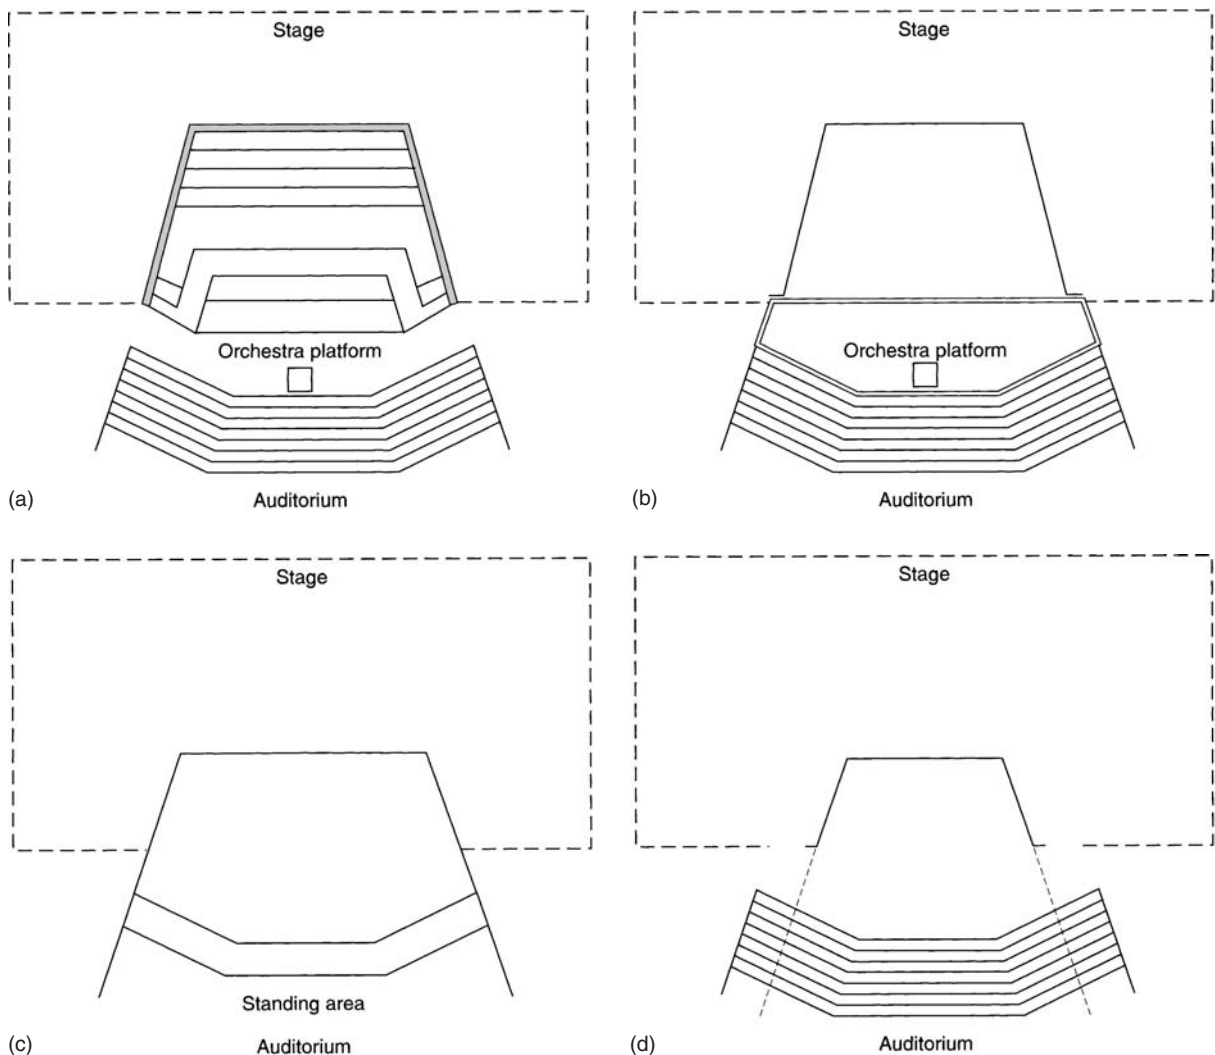 Stage
Orchestra platform
(a)
Auditorium
Stage
Orchestra platform
(b)
Auditorium
Stage
Standing area
(c)
Auditorium
Stage
(d)
Auditorium